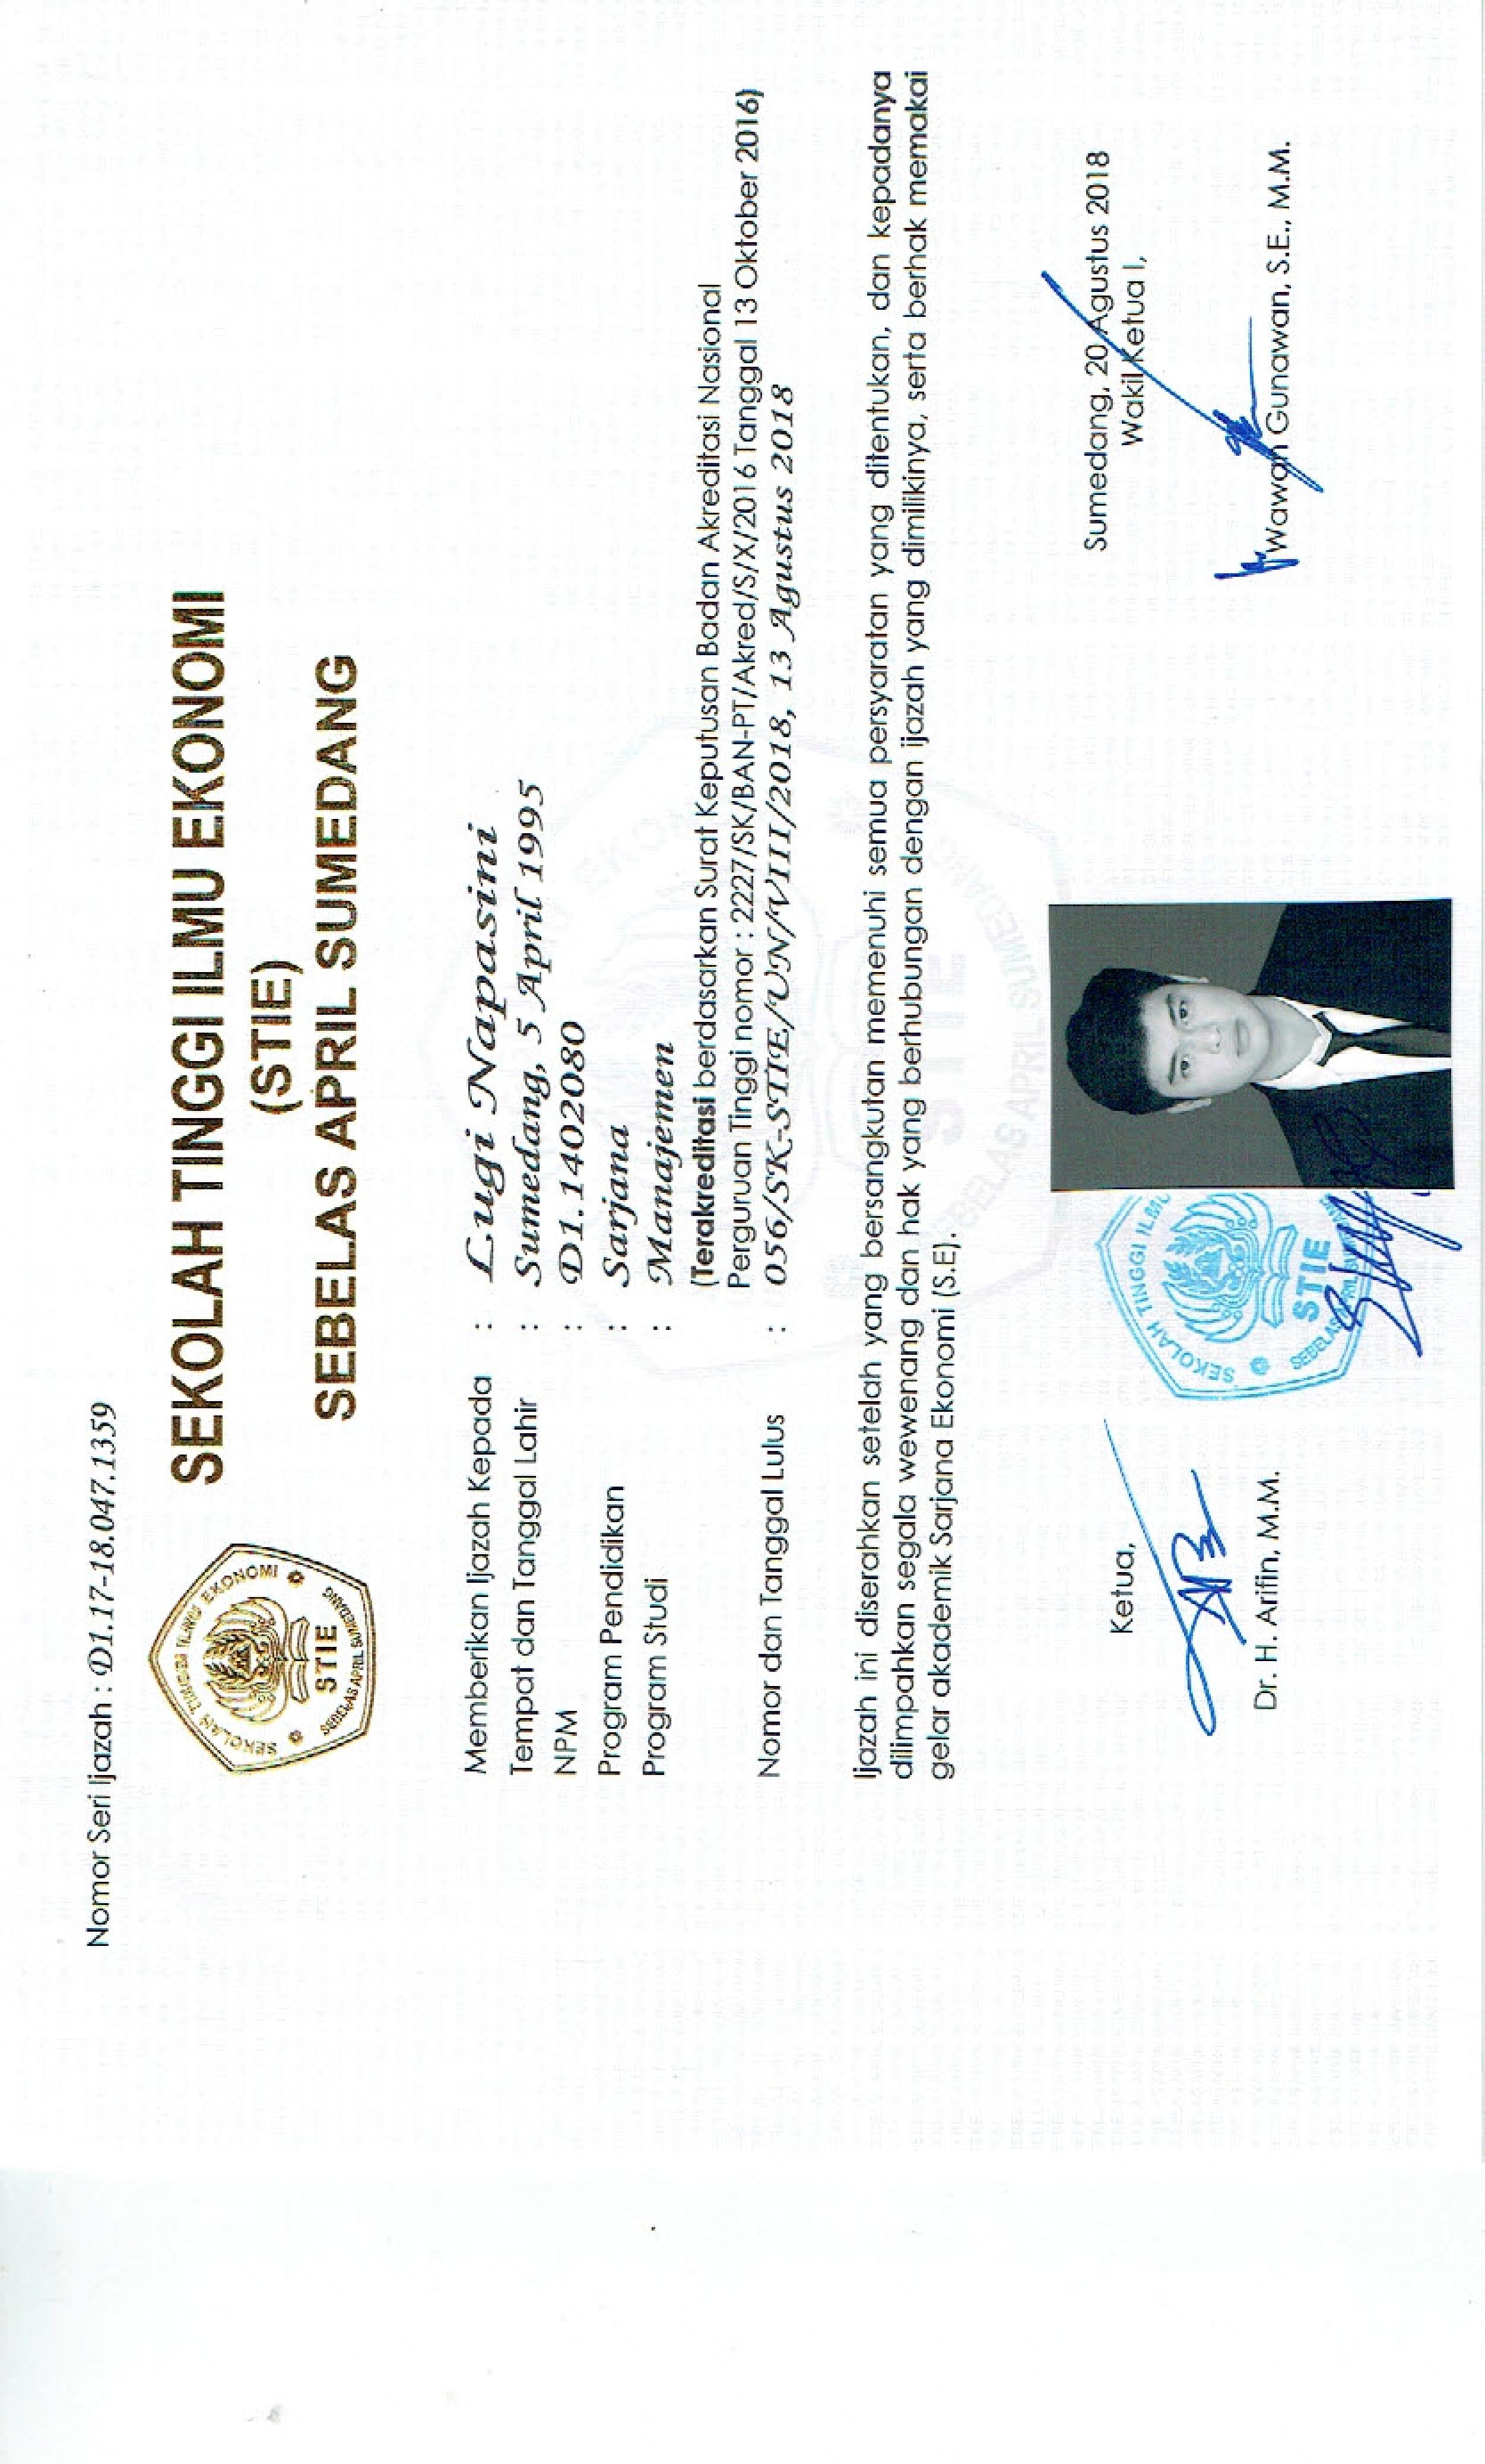 Nomor Seri Ijazah : D1.17-18.047.1359
SEKOLAH TINGGI ILMU EKONOMI
STIE
SEBELAS APRIL SUMEDANG
SEKOLAH TINGGI ILMU EKONOMI
(STIE)
SEBELAS APRIL SUMEDANG
Memberikan Ijazah Kepada : Lugi Napasini
Tempat dan Tanggal Lahir : Sumedang, 5 April 1995
NPM : D1.1402080
Program Pendidikan : Sarjana
Program Studi : Manajemen
(Terakreditasi berdasarkan Surat Keputusan Badan Akreditasi Nasional
Perguruan Tinggi nomor : 2227/SK/BAN-PT/Akred/S/X/2016 Tanggal 13 Oktober 2016)
Nomor dan Tanggal Lulus : 056/SK-STIE/UN/VIII/2018, 13 Agustus 2018
Ijazah ini diserahkan setelah yang bersangkutan memenuhi semua persyaratan yang ditentukan, dan kepadanya
dilimpahkan segala wewenang dan hak yang berhubungan dengan ijazah yang dimilikinya, serta berhak memakai
gelar akademik Sarjana Ekonomi (S.E).
STIE
SEBELAS APRIL SUMEDANG
Ketua,
Dr. H. Arifin, M.M.
SEKOLAH TINGGI ILMU
STIE
SEBELAS APRIL SUMEDANG
Sumedang, 20 Agustus 2018
Wakil Ketua I,
Wawan Gunawan, S.E., M.M.